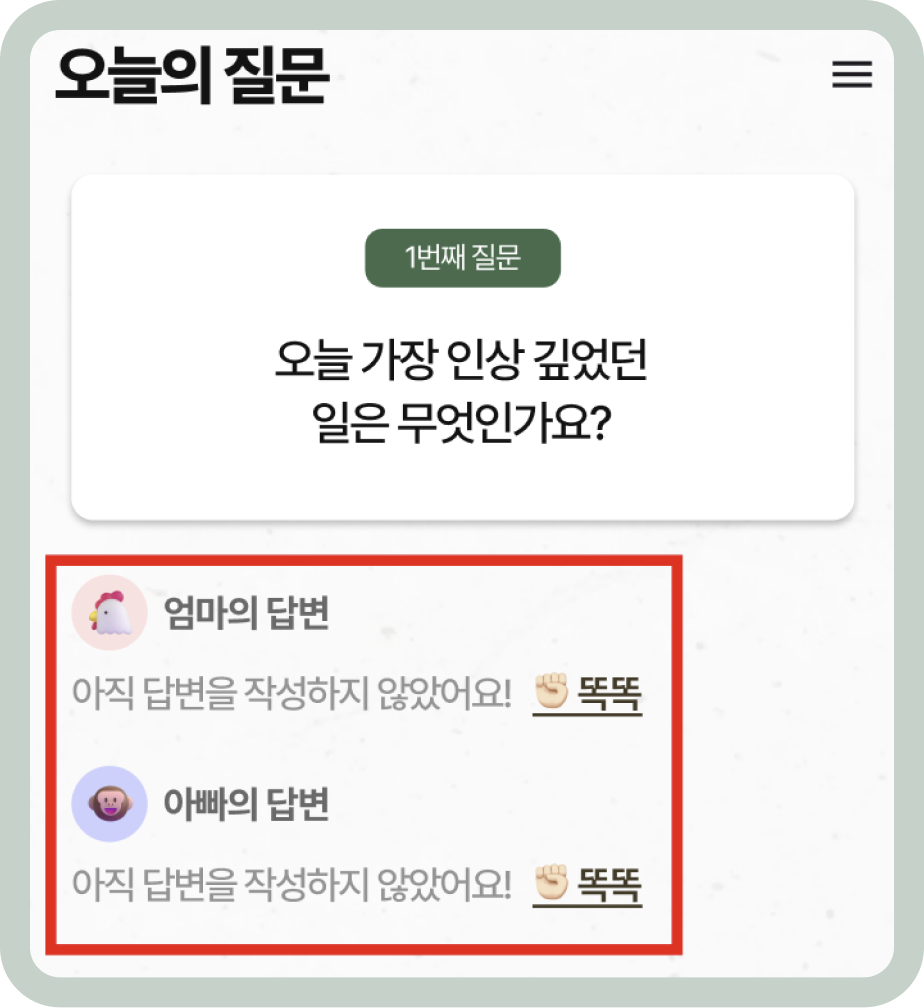 오늘의 질문
1번째 질문
오늘 가장 인상 깊었던
일은 무엇인가요?
엄마의 답변
아직 답변을 작성하지 않았어요! ✊🏻 똑똑
아빠의 답변
아직 답변을 작성하지 않았어요! ✊🏻 똑똑